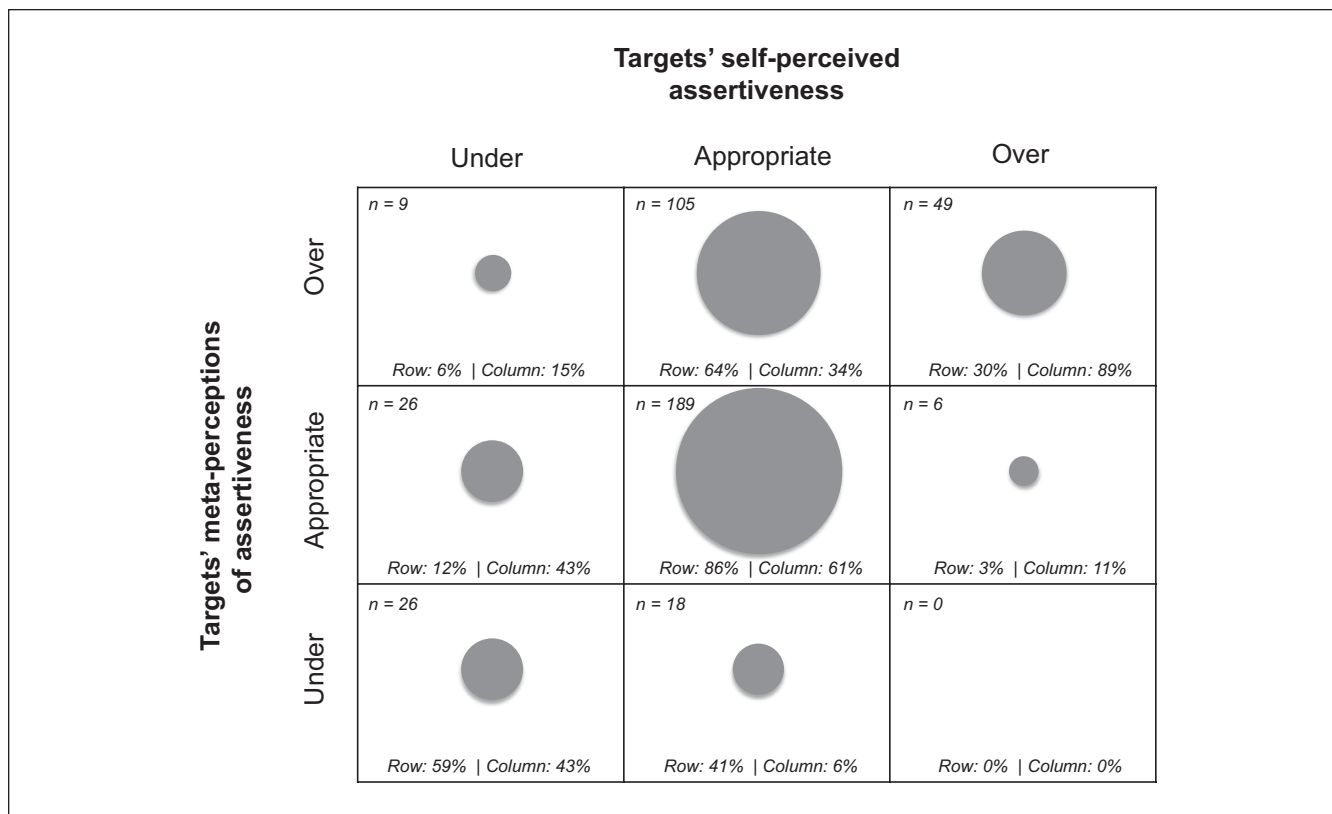 Targets’ self-perceived
assertiveness
Under
Appropriate
Over
Targets’ meta-perceptions
of assertiveness
Over
n = 9
n = 105
n = 49
Row: 6% | Column: 15%
Row: 64% | Column: 34%
Row: 30% | Column: 89%
Appropriate
n = 26
n = 189
n = 6
Row: 12% | Column: 43%
Row: 86% | Column: 61%
Row: 3% | Column: 11%
Under
n = 26
n = 18
n = 0
Row: 59% | Column: 43%
Row: 41% | Column: 6%
Row: 0% | Column: 0%